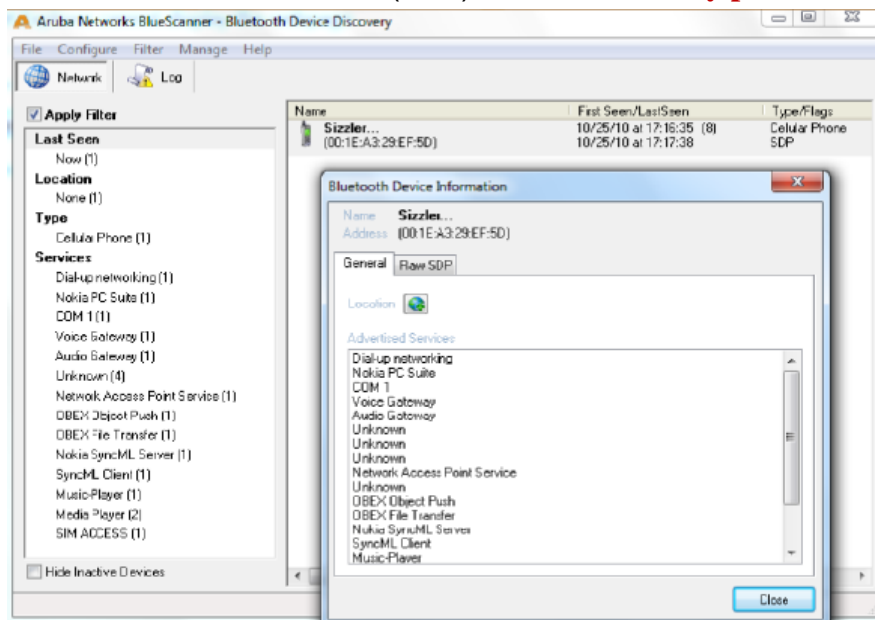 Aruba Networks BlueScanner - Bluetooth Device Discovery
File Configure Filter Manage Help
Network Log
Apply Filter
Last Seen
Now (1)
Location
None (1)
Type
Cellular Phone (1)
Services
Dial-up networking (1)
Nokia PC Suite (1)
COM 1 (1)
Voice Gateway (1)
Audio Gateway (1)
Unknown (4)
Network Access Point Service (1)
OBEX Object Push (1)
OBEX File Transfer (1)
Nokia SyncML Server (1)
SyncML Client (1)
Music-Player (1)
Media Player (2)
SIM ACCESS (1)
Hide Inactive Devices
Name First Seen/LastSeen Type/Flags
Sizzler... 10/25/10 at 17:16:35 (8) Cellular Phone
(00:1E:A3:29:EF:5D) 10/25/10 at 17:17:38 SDP
Bluetooth Device Information
Name Sizzler...
Address (00:1E:A3:29:EF:5D)
General Raw SDP
Location
Advertised Services
Dial-up networking
Nokia PC Suite
COM 1
Voice Gateway
Audio Gateway
Unknown
Unknown
Unknown
Network Access Point Service
Unknown
OBEX Object Push
OBEX File Transfer
Nokia SyncML Server
SyncML Client
Music-Player
Close